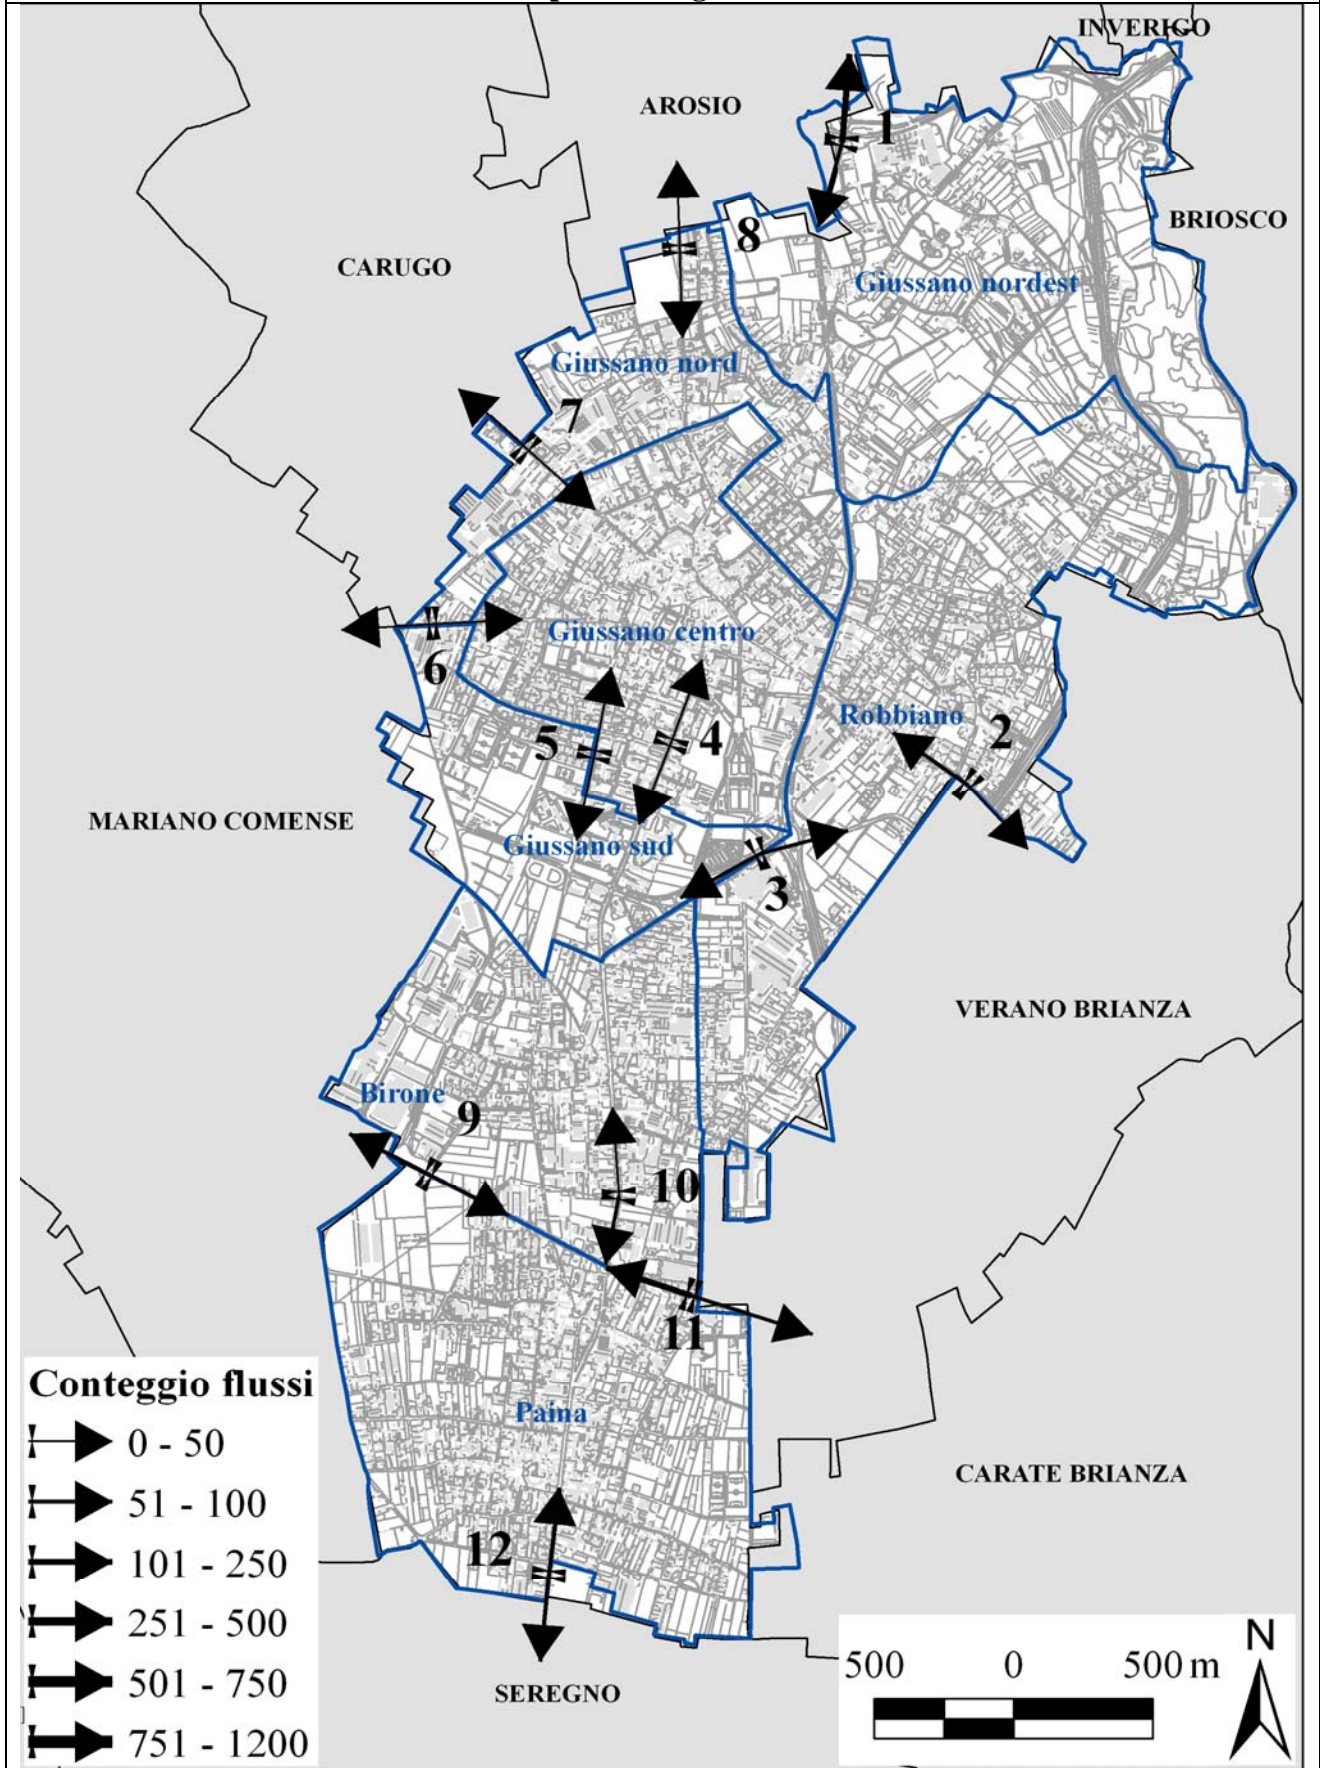 INVERIGO
AROSIO
1
BRIOSCO
8
CARUGO
Giussano nordest
Giussano nord
7
Giussano centro
6
Robbiano
2
5
4
MARIANO COMENSE
Giussano sud
3
VERANO BRIANZA
Birone
9
10
11
Conteggio flussi
Paina
0 - 50
51 - 100
CARATE BRIANZA
12
101 - 250
251 - 500
N
500 0 500 m
501 - 750
SEREGNO
751 - 1200